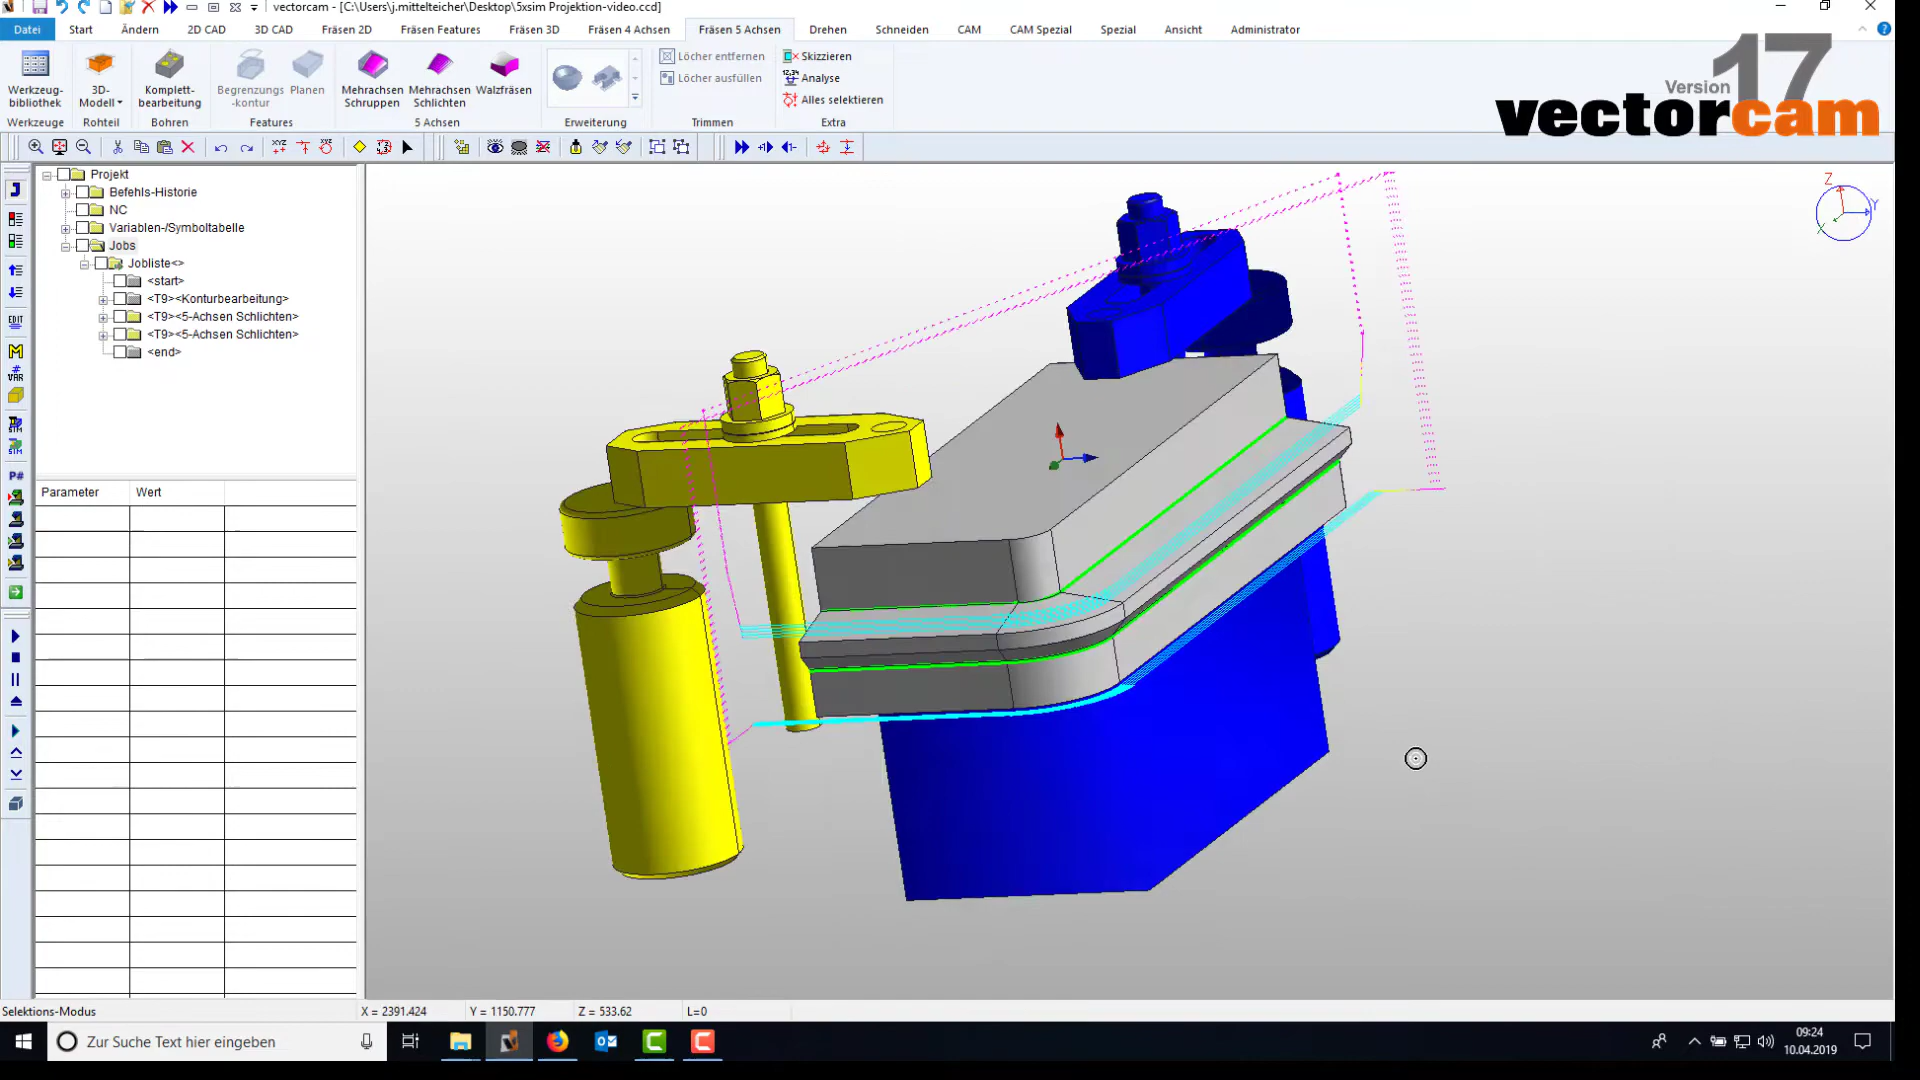 vectorcam - [C:\Users\j.mittelteicher\Desktop\5xsim Projektion-video.ccd]
Datei Start Ändern 2D CAD 3D CAD Fräsen 2D Fräsen Features Fräsen 3D Fräsen 4 Achsen Fräsen 5 Achsen Drehen Schneiden CAM CAM Spezial Spezial Ansicht Administrator
Werkzeug-
bibliothek
Werkzeuge
3D-
Modell
Rohteil
Komplett-
bearbeitung
Bohren
Begrenzungs
-kontur
Planen
Features
Mehrachsen
Schruppen
Mehrachsen
Schlichten
Walzfräsen
5 Achsen
Erweiterung
Löcher entfernen
Löcher ausfüllen
Trimmen
Skizzieren
Analyse
Alles selektieren
Extra
Version 17
vectorcam
Projekt
Befehls-Historie
NC
Variablen-/Symboltabelle
Jobs
Jobliste<>
<start>
<T9><Konturbearbeitung>
<T9><5-Achsen Schlichten>
<T9><5-Achsen Schlichten>
<end>
EDIT
M
#
VAR
SIM
SIM
P#
Parameter Wert
Z
Y
X
Selektions-Modus X = 2391.424 Y = 1150.777 Z = 533.62 L=0
Zur Suche Text hier eingeben
09:24
10.04.2019